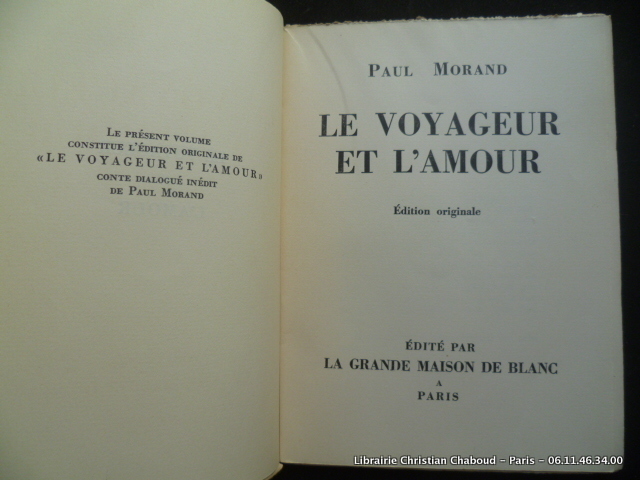 LE PRÉSENT VOLUME
CONSTITUE L'ÉDITION ORIGINALE DE
«LE VOYAGEUR ET L'AMOUR»
CONTE DIALOGUÉ INÉDIT
DE PAUL MORAND
PAUL MORAND
LE VOYAGEUR
ET L'AMOUR
Édition originale
ÉDITÉ PAR
LA GRANDE MAISON DE BLANC
A
PARIS
Librairie Christian Chaboud - Paris - 06.11.46.34.00